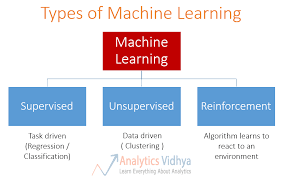 Types of Machine Learning
Machine
Learning
Supervised
Unsupervised
Reinforcement
Task driven
(Regression /
Classification)
Data driven
( Clustering )
Algorithm learns to
react to an
environment
Analytics Vidhya
Learn Everything About Analytics